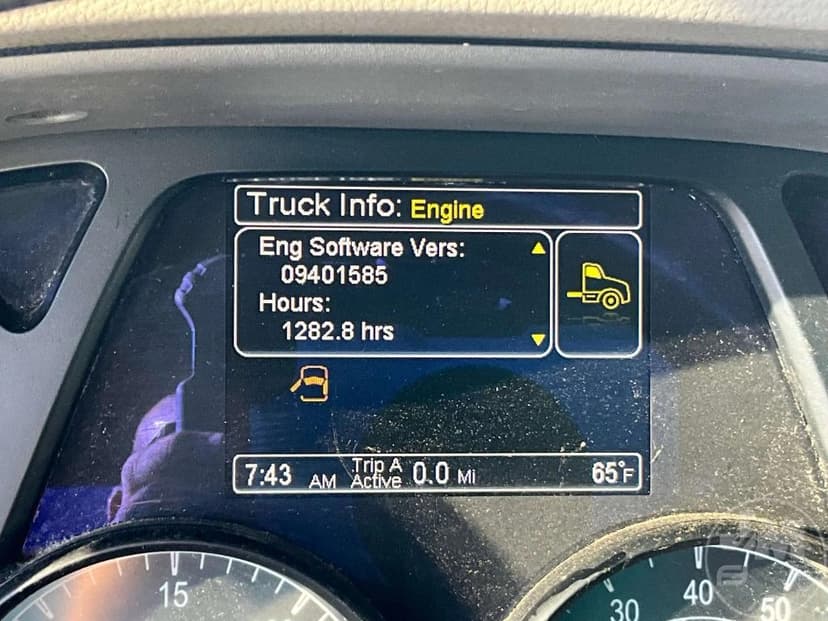 Truck Info: Engine
Eng Software Vers:
09401585
Hours:
1282.8 hrs
7:43 AM Trip A Active 0.0 Mi 65°F
15
30 40 50